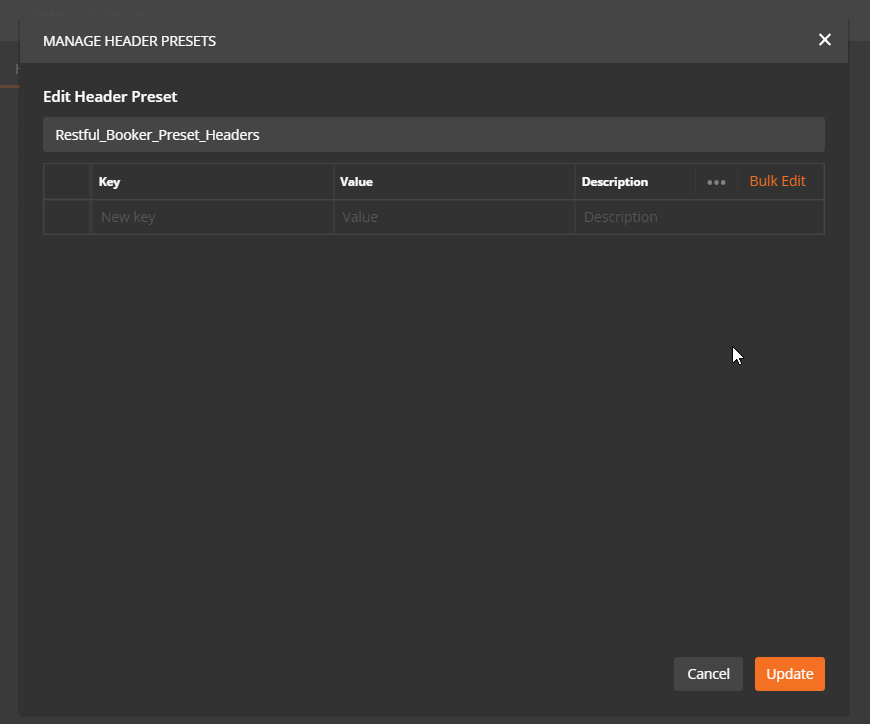 MANAGE HEADER PRESETS
Edit Header Preset
Restful_Booker_Preset_Headers
Key Value Description Bulk Edit
New key Value Description
Cancel Update